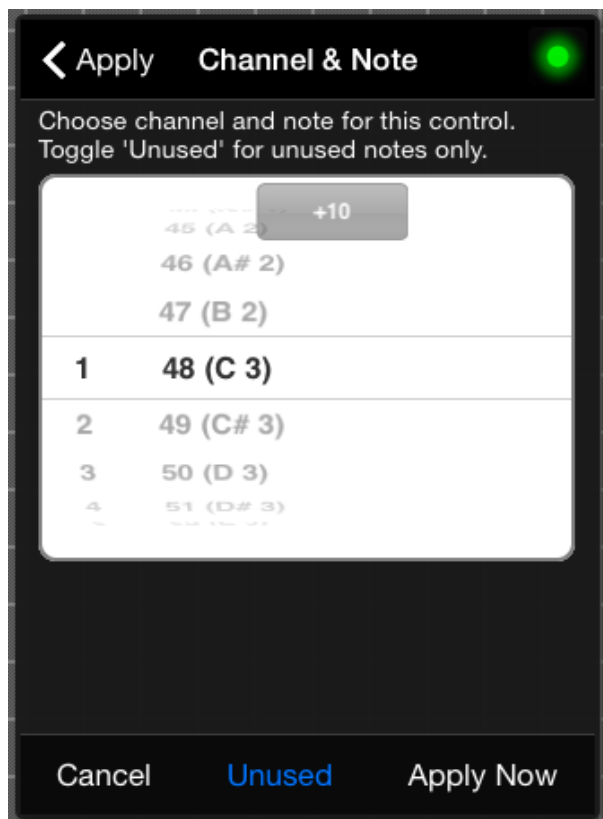 Apply Channel & Note
Choose channel and note for this control.
Toggle 'Unused' for unused notes only.
+10
45 (A 2)
46 (A# 2)
47 (B 2)
1 48 (C 3)
2 49 (C# 3)
3 50 (D 3)
4 51 (D# 3)
Cancel Unused Apply Now